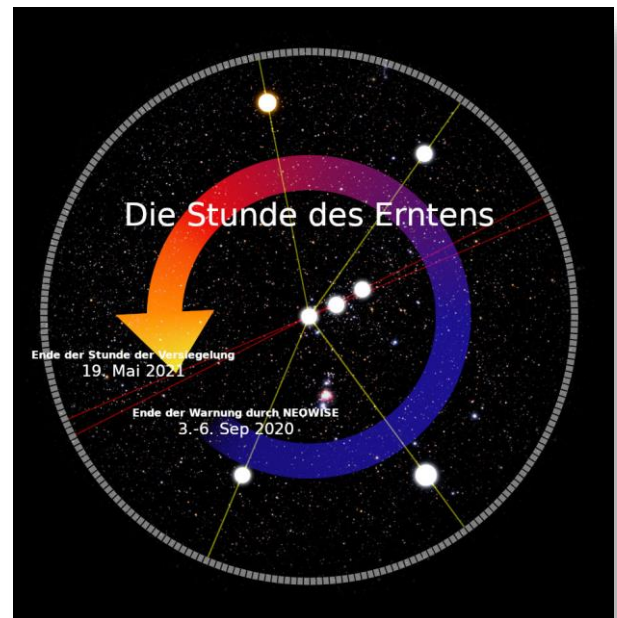 Die Stunde des Erntens
Ende der Stunde der Versiegelung
19. Mai 2021
Ende der Warnung durch NEOWISE
3.-6. Sep 2020